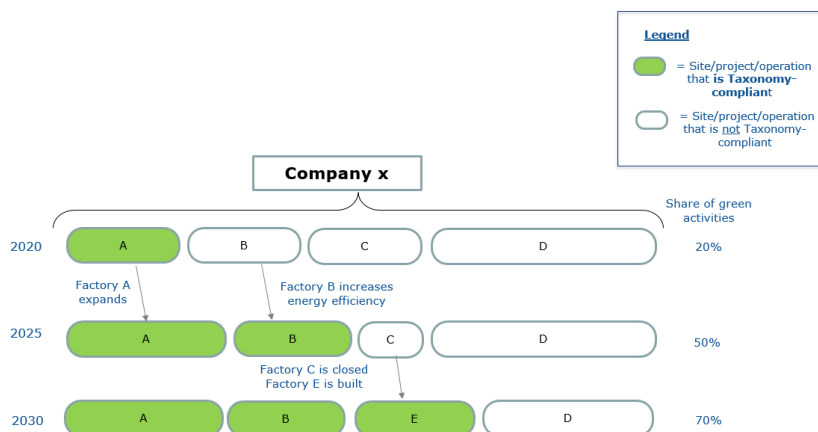 Legend
= Site/project/operation
that is Taxonomy-
compliant
= Site/project/operation
that is not Taxonomy-
compliant
Company x
Share of green
activities
2020
A
B
C
D
20%
Factory A
expands
Factory B increases
energy efficiency
2025
A
B
C
D
50%
Factory C is closed
Factory E is built
2030
A
B
E
D
70%